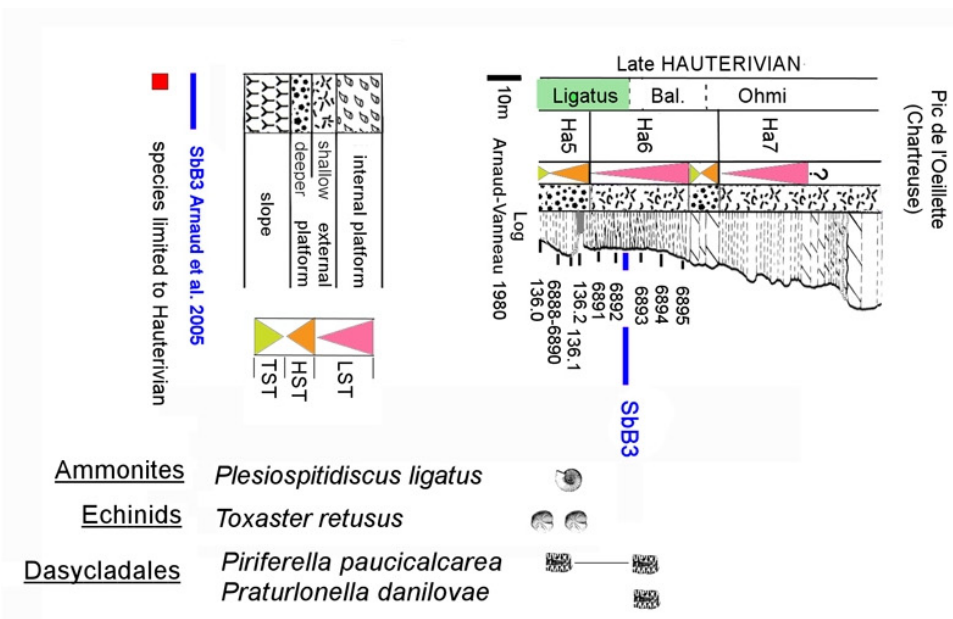 Late HAUTERIVIAN
Ligatus Bal. Ohmi
Ha5 Ha6 Ha7
?
Pic de l'Oeillette
(Chartreuse)
10m
Log
Arnaud-Vanneau 1980
136.0
6888-6890
136.1
136.2
6891
6892
6893
6894
6895
SbB3
internal platform
shallow
deeper
external
platform
slope
LST
HST
TST
SbB3 Arnaud et al. 2005
species limited to Hauterivian
Ammonites Plesiospitidiscus ligatus
Echinids Toxaster retusus
Dasycladales Piriferella paucicalcarea
Praturlonella danilovae